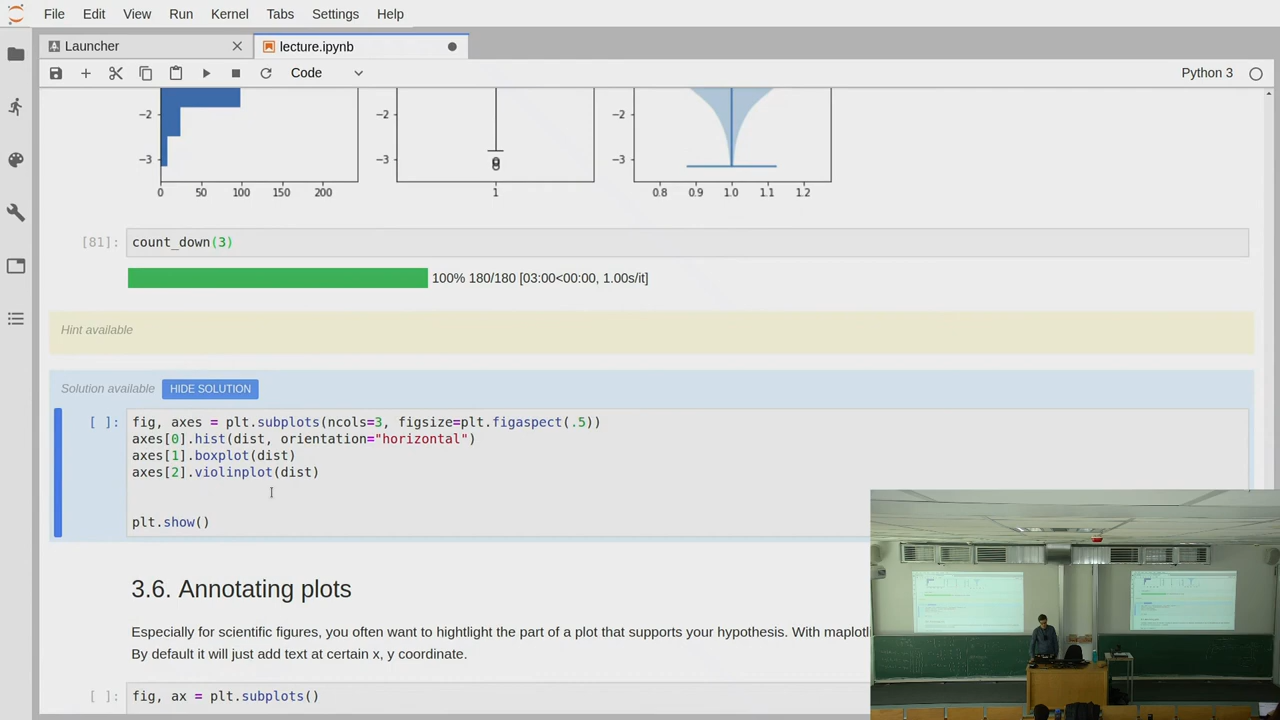 File Edit View Run Kernel Tabs Settings Help
Launcher
lecture.ipynb
Code
Python 3
−2 −2 −2
−3 −3 −3
0 50 100 150 200 1 0.8 0.9 1.0 1.1 1.2
[81]: count_down(3)
100% 180/180 [03:00<00:00, 1.00s/it]
Hint available
Solution available HIDE SOLUTION
[ ]: fig, axes = plt.subplots(ncols=3, figsize=plt.figaspect(.5))
axes[0].hist(dist, orientation="horizontal")
axes[1].boxplot(dist)
axes[2].violinplot(dist)
plt.show()
3.6. Annotating plots
Especially for scientific figures, you often want to hightlight the part of a plot that supports your hypothesis. With maplotl
By default it will just add text at certain x, y coordinate.
[ ]: fig, ax = plt.subplots()